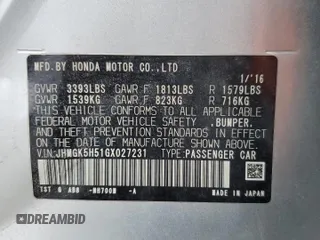 MFD.BY HONDA MOTOR CO.,LTD
1/'16
GVWR 3393LBS GAWR F 1813LBS R 1579LBS
GVWR 1539KG GAWR F 823KG R 716KG
THIS VEHICLE CONFORMS TO ALL APPLICABLE
FEDERAL MOTOR VEHICLE SAFETY, BUMPER,
AND THEFT PREVENTION STANDARDS IN EFFECT
ON THE DATE OF MANUFACTURE SHOWN ABOVE.
V.I.N:JHMGK5H51GX027231 TYPE:PASSENGER CAR
MADE IN JAPAN
DREAMBID